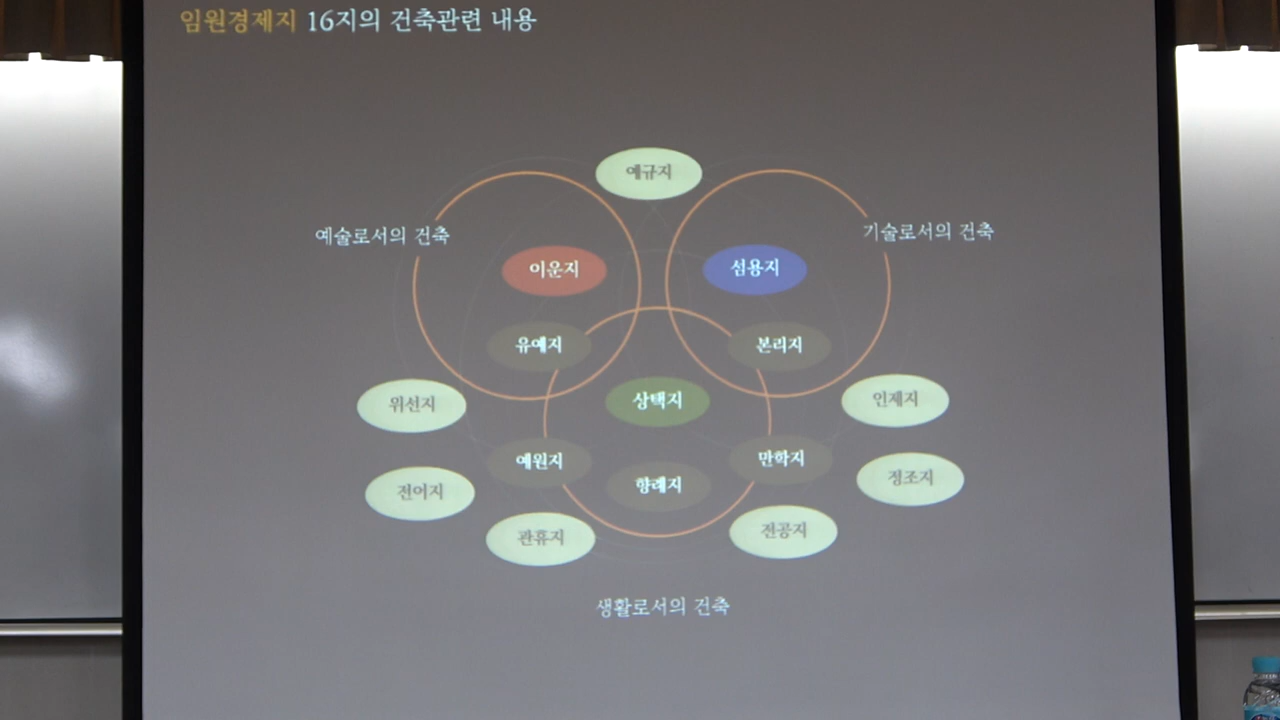 임원경제지 16지의 건축관련 내용
예규지
예술로서의 건축
기술로서의 건축
이운지
섬용지
유예지
본리지
위선지
상택지
인제지
예원지
향례지
만학지
전어지
정조지
관휴지
전공지
생활로서의 건축